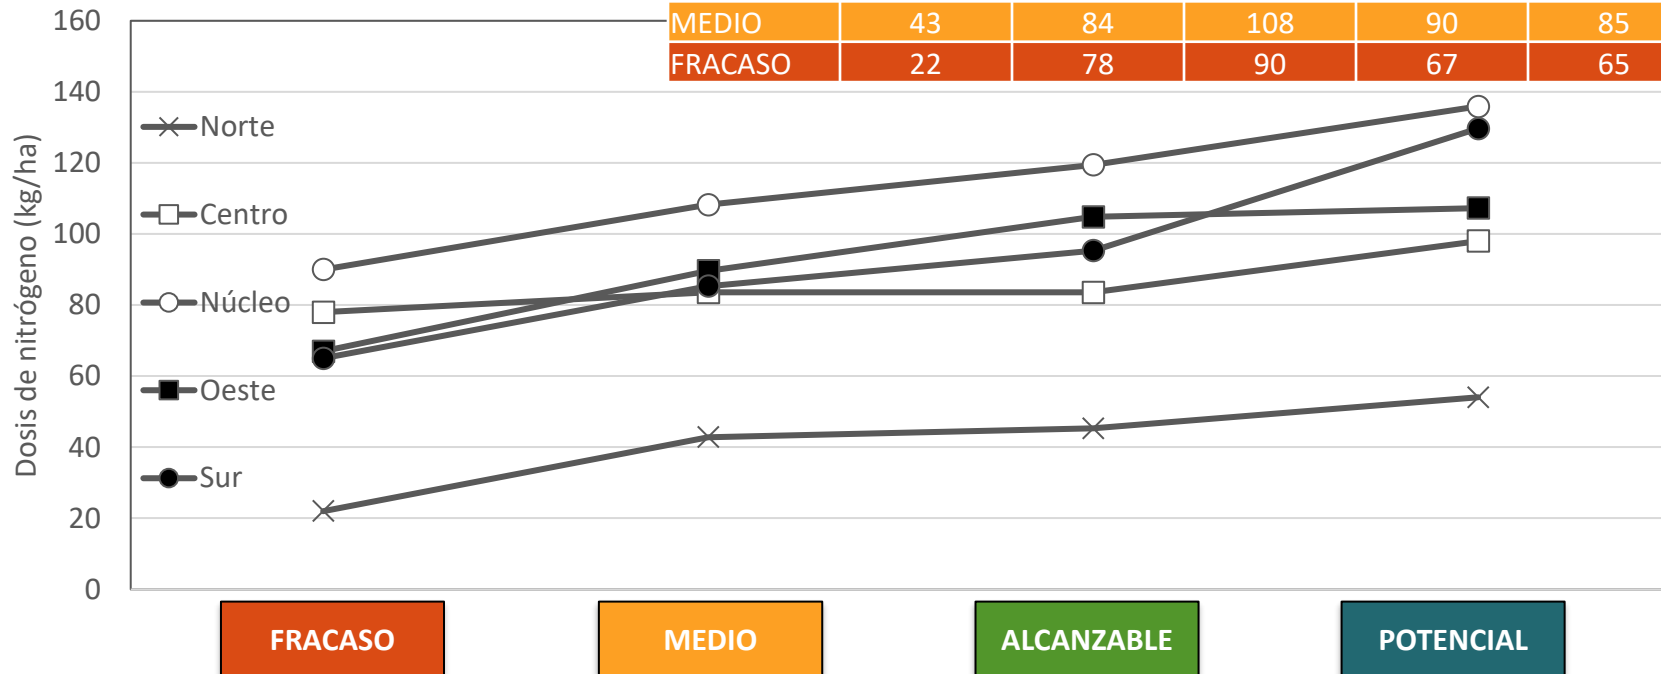 MEDIO 43 84 108 90 85
FRACASO 22 78 90 67 65
160
140
120
100
80
60
40
20
0
Dosis de nitrógeno (kg/ha)
Norte
Centro
Núcleo
Oeste
Sur
FRACASO MEDIO ALCANZABLE POTENCIAL